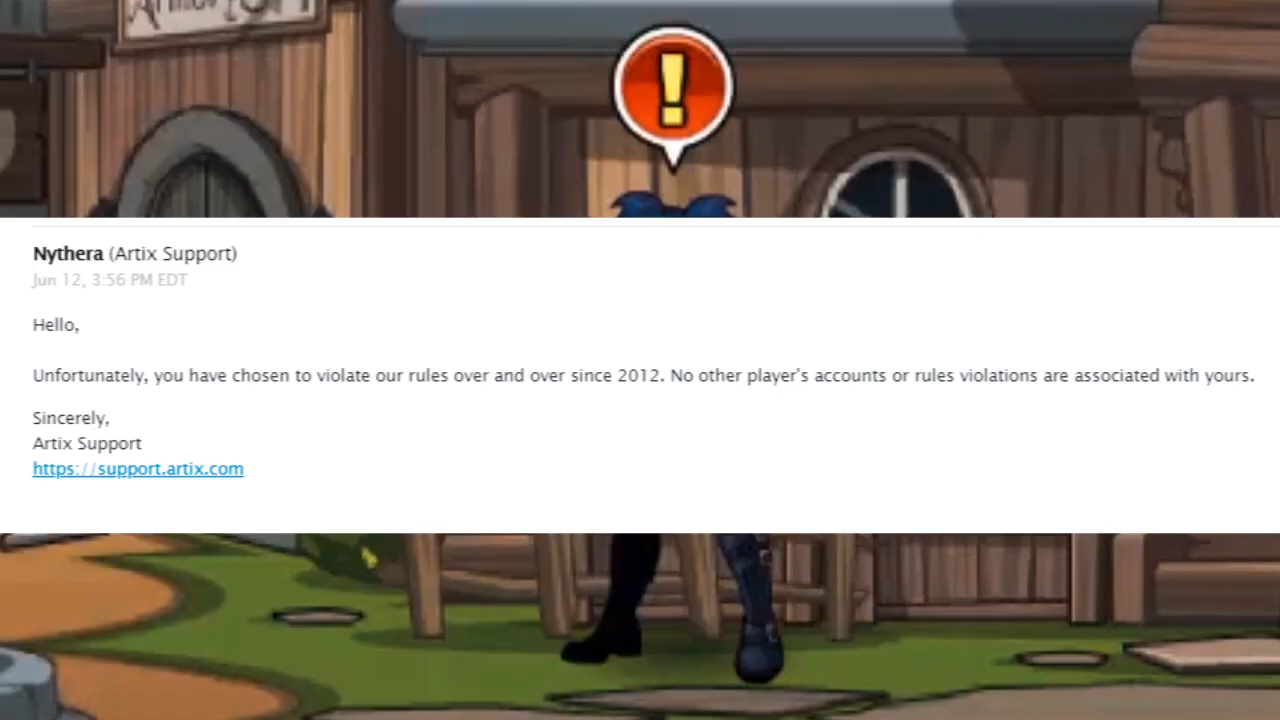 Nythera (Artix Support)
Jun 12, 3:56 PM EDT
Hello,
Unfortunately, you have chosen to violate our rules over and over since 2012. No other player's accounts or rules violations are associated with yours.
Sincerely,
Artix Support
https://support.artix.com